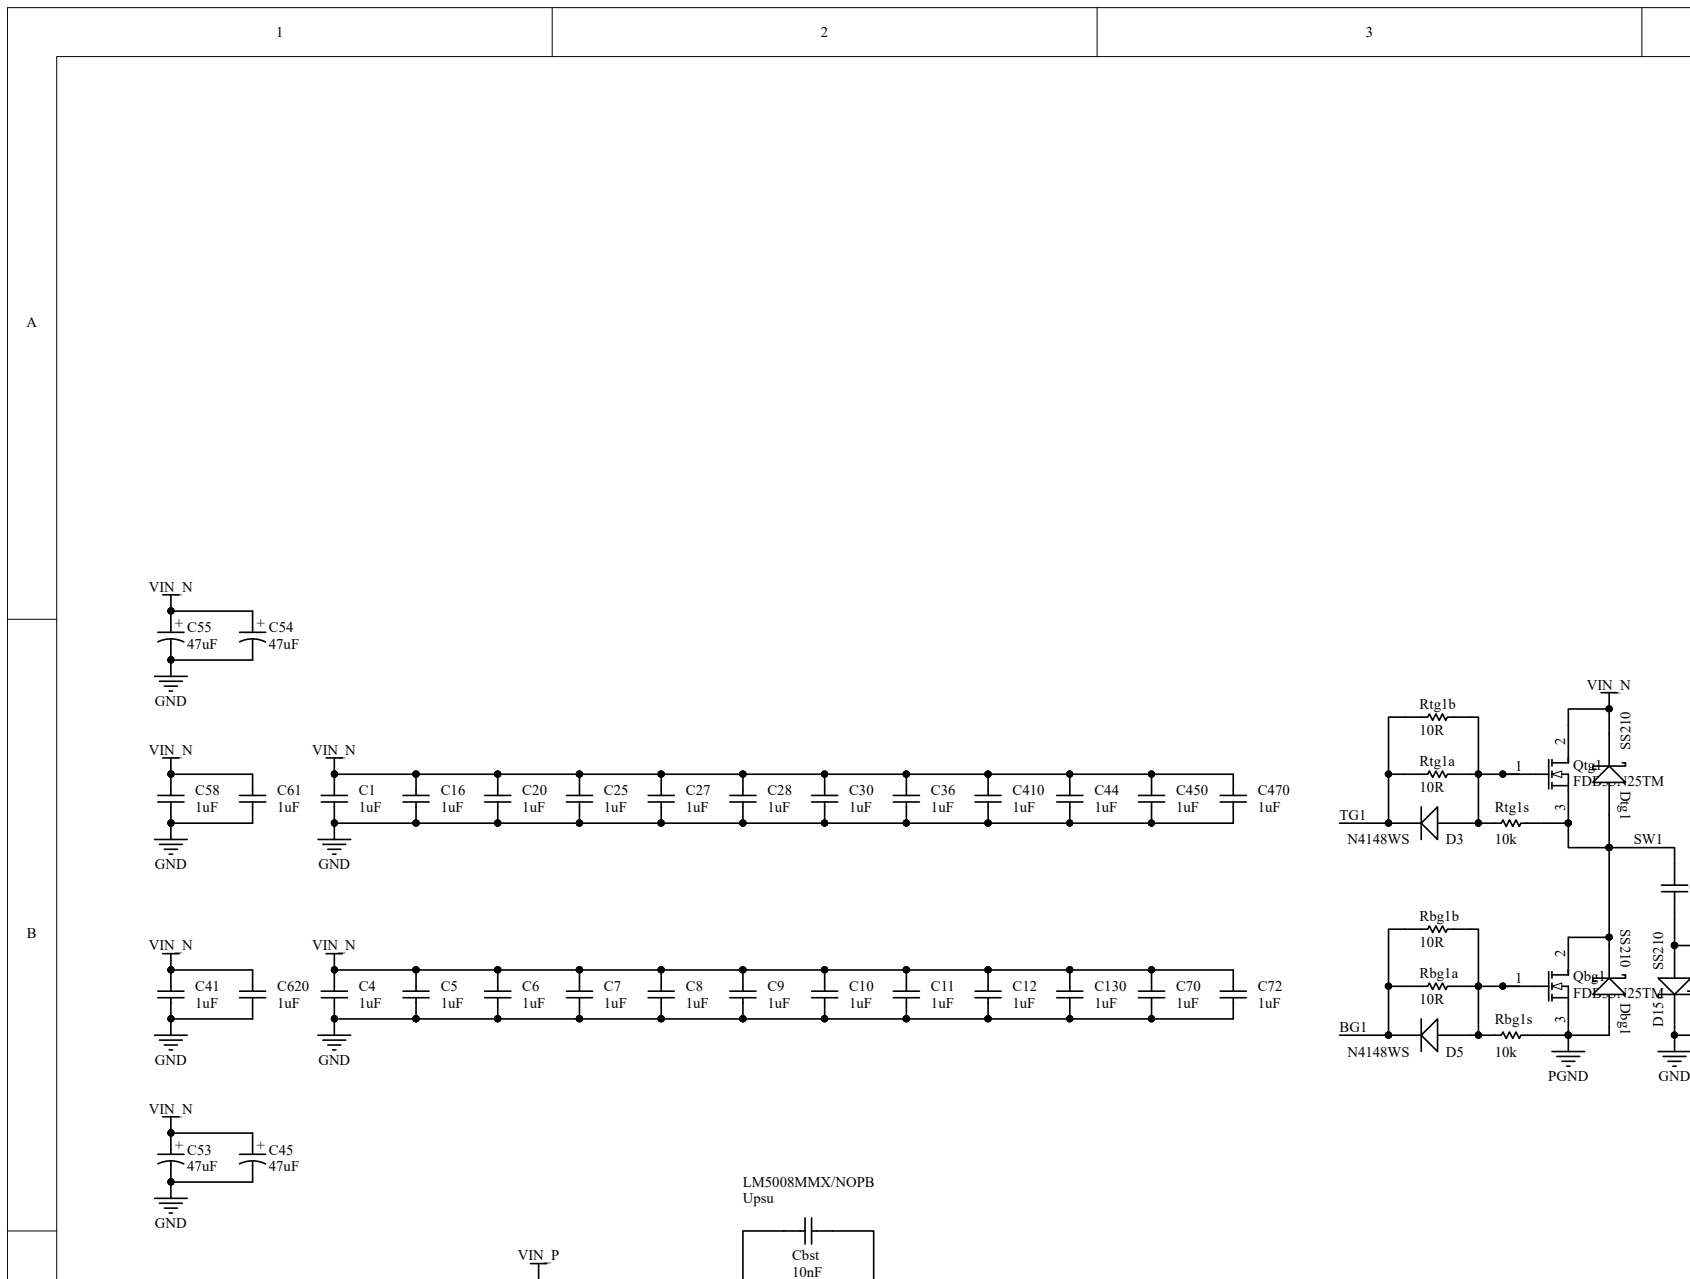 1
2
3
A
VIN_N
+ C55
47uF
+ C54
47uF
GND
VIN_N
C58
1uF
C61
1uF
GND
VIN_N
C1
1uF
C16
1uF
C20
1uF
C25
1uF
C27
1uF
C28
1uF
C30
1uF
C36
1uF
C410
1uF
C44
1uF
C450
1uF
C470
1uF
GND
VIN_N
SS210
Rtg1b
10R
Rtg1a
10R
2
1
3
Qtg1
Dtg1
Rtg1s
10k
TG1
N4148WS
D3
SW1
B
VIN_N
C41
1uF
C620
1uF
GND
VIN_N
C4
1uF
C5
1uF
C6
1uF
C7
1uF
C8
1uF
C9
1uF
C10
1uF
C11
1uF
C12
1uF
C130
1uF
C70
1uF
C72
1uF
GND
Rbg1b
10R
Rbg1a
10R
2
1
3
Qbg1
SS210
Dbg1
Rbg1s
10k
BG1
N4148WS
D5
PGND
SS210
D15
GND
VIN_N
+ C53
47uF
+ C45
47uF
GND
LM5008MMX/NOPB
Upsu
Cbst
10nF
VIN_P